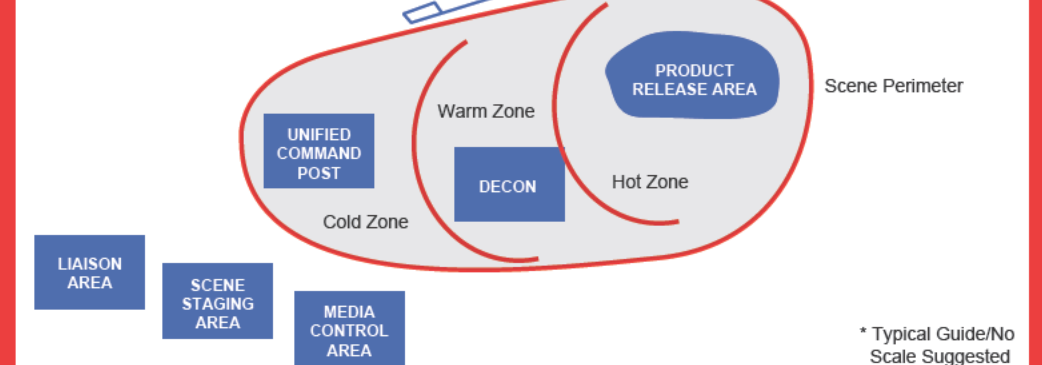 PRODUCT
RELEASE AREA
Scene Perimeter
Warm Zone
UNIFIED
COMMAND
POST
DECON
Hot Zone
Cold Zone
LIAISON
AREA
SCENE
STAGING
AREA
MEDIA
CONTROL
AREA
* Typical Guide/No
Scale Suggested